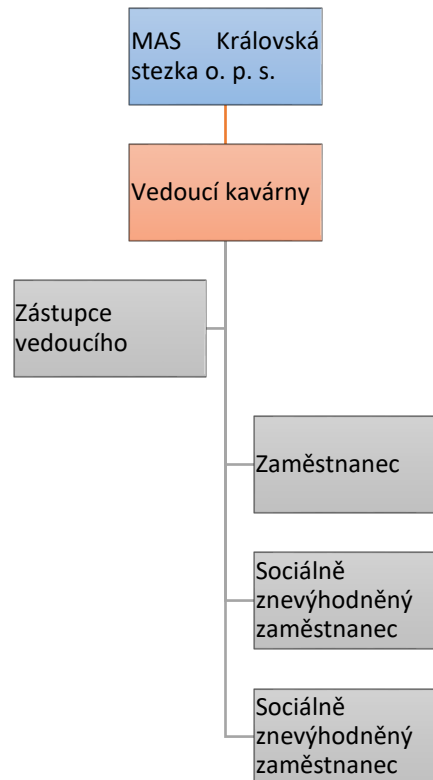 MAS Královská
stezka o. p. s.
Vedoucí kavárny
Zástupce
vedoucího
Zaměstnanec
Sociálně
znevýhodněný
zaměstnanec
Sociálně
znevýhodněný
zaměstnanec